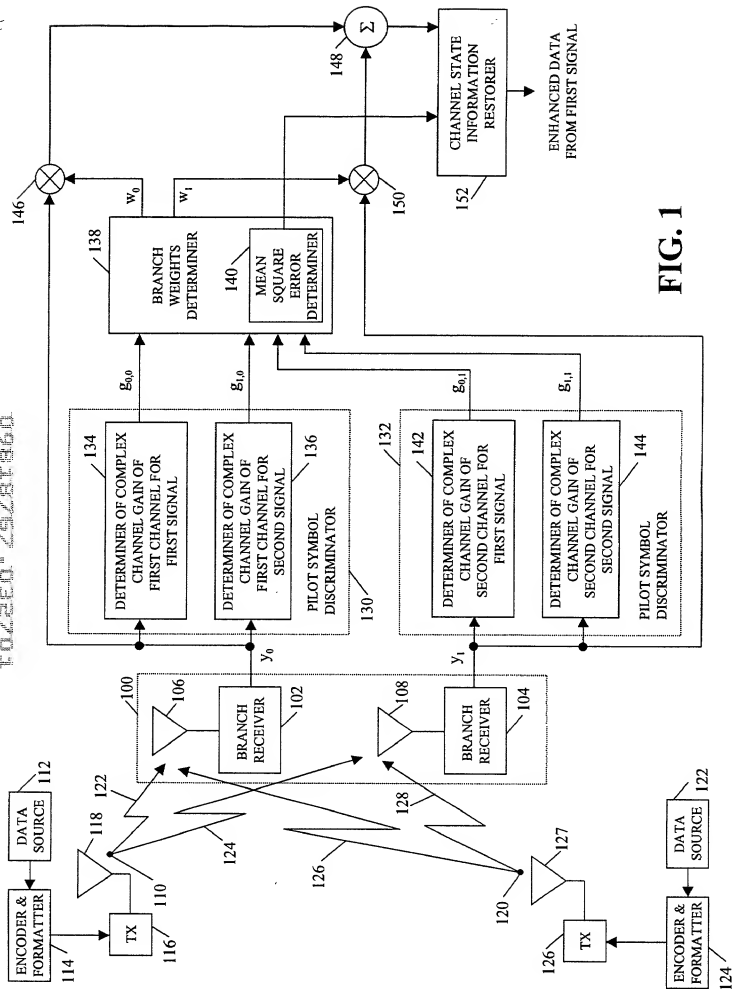 112
DATA
SOURCE
ENCODER &
FORMATTER
114
118
TX
116
110
122
124
126
128
120
127
122
DATA
SOURCE
TX
126
ENCODER &
FORMATTER
124
100
106
BRANCH
RECEIVER
102
108
BRANCH
RECEIVER
104
y0
y1
134
DETERMINER OF COMPLEX
CHANNEL GAIN OF
FIRST CHANNEL FOR
FIRST SIGNAL
DETERMINER OF COMPLEX
CHANNEL GAIN OF
FIRST CHANNEL FOR
SECOND SIGNAL
136
PILOT SYMBOL
DISCRIMINATOR
130
132
142
DETERMINER OF COMPLEX
CHANNEL GAIN OF
SECOND CHANNEL FOR
FIRST SIGNAL
DETERMINER OF COMPLEX
CHANNEL GAIN OF
SECOND CHANNEL FOR
SECOND SIGNAL
144
PILOT SYMBOL
DISCRIMINATOR
g0,0
g1,0
g0,1
g1,1
138
BRANCH
WEIGHTS
DETERMINER
140
MEAN
SQUARE
ERROR
DETERMINER
w0
w1
146
150
148
Σ
CHANNEL STATE
INFORMATION
RESTORER
152
ENHANCED DATA
FROM FIRST SIGNAL
FIG. 1